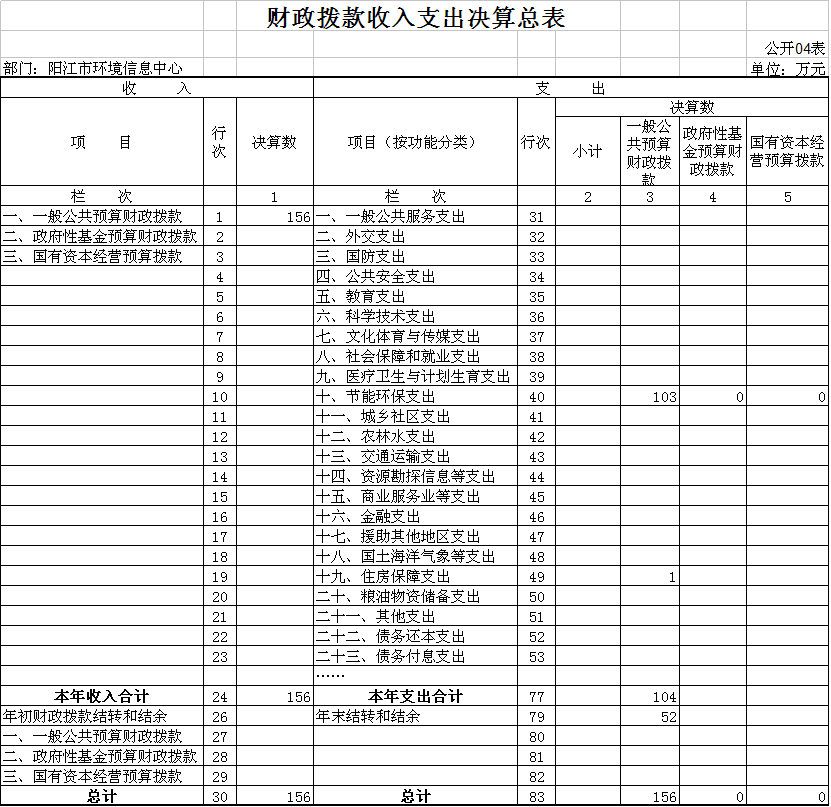 财政拨款收入支出决算总表
公开04表
部门：阳江市环境信息中心 单位：万元
收 入 支 出
项 目 行次 决算数 项目（按功能分类） 行次 决算数
小计 一般公共预算财政拨款 政府性基金预算财政拨款 国有资本经营预算拨款
栏 次 1 栏 次 2 3 4 5
一、一般公共预算财政拨款 1 156 一、一般公共服务支出 31
二、政府性基金预算财政拨款 2 二、外交支出 32
三、国有资本经营预算拨款 3 三、国防支出 33
4 四、公共安全支出 34
5 五、教育支出 35
6 六、科学技术支出 36
7 七、文化体育与传媒支出 37
8 八、社会保障和就业支出 38
9 九、医疗卫生与计划生育支出 39
10 十、节能环保支出 40 103 0 0
11 十一、城乡社区支出 41
12 十二、农林水支出 42
13 十三、交通运输支出 43
14 十四、资源勘探信息等支出 44
15 十五、商业服务业等支出 45
16 十六、金融支出 46
17 十七、援助其他地区支出 47
18 十八、国土海洋气象等支出 48
19 十九、住房保障支出 49 1
20 二十、粮油物资储备支出 50
21 二十一、其他支出 51
22 二十二、债务还本支出 52
23 二十三、债务付息支出 53
……
本年收入合计 24 156 本年支出合计 77 104
年初财政拨款结转和结余 26 年末结转和结余 79 52
一、一般公共预算财政拨款 27 80
二、政府性基金预算财政拨款 28 81
三、国有资本经营预算拨款 29 82
总计 30 156 总计 83 156 0 0